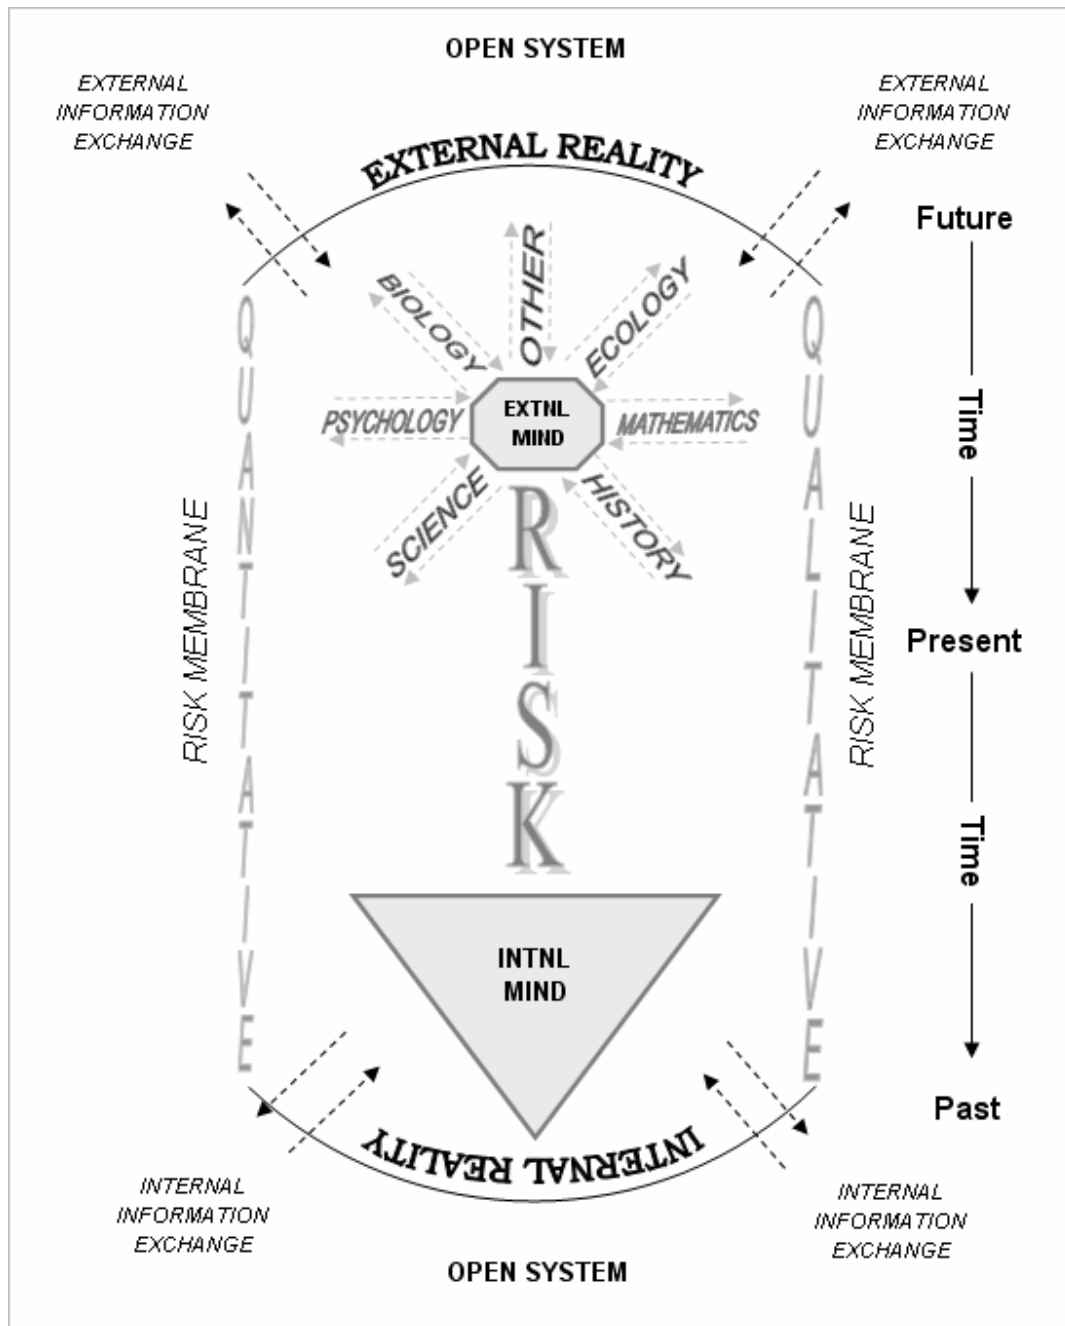 OPEN SYSTEM
EXTERNAL
INFORMATION
EXCHANGE
EXTERNAL
INFORMATION
EXCHANGE
EXTERNAL REALITY
Future
OTHER
BIOLOGY
ECOLOGY
EXTNL
MIND
PSYCHOLOGY
MATHEMATICS
SCIENCE
HISTORY
QUANTITATIVE
QUALITATIVE
Time
RISK MEMBRANE
RISK
RISK MEMBRANE
Present
Time
INTNL
MIND
Past
INTERNAL REALITY
INTERNAL
INFORMATION
EXCHANGE
INTERNAL
INFORMATION
EXCHANGE
OPEN SYSTEM